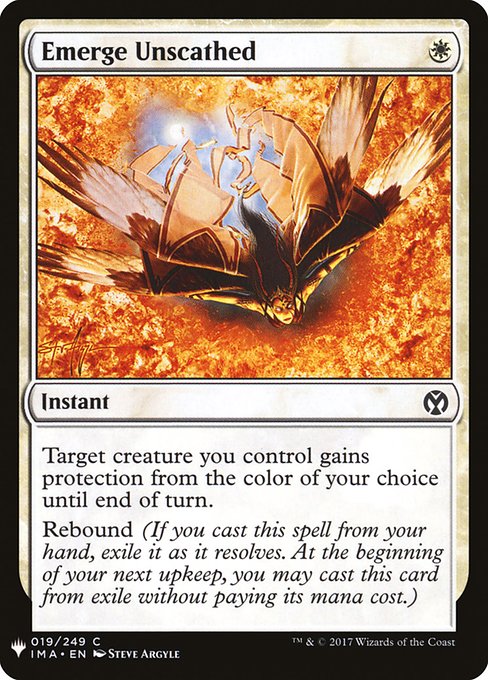 Emerge Unscathed
Instant
Target creature you control gains
protection from the color of your choice
until end of turn.
Rebound (If you cast this spell from your
hand, exile it as it resolves. At the beginning
of your next upkeep, you may cast this card
from exile without paying its mana cost.)
019/249 C
IMA • EN Steve Argyle
™ & © 2017 Wizards of the Coast